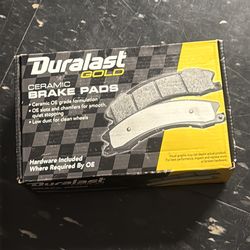 Duralast
GOLD
CERAMIC
BRAKE PADS
• Ceramic OE grade formulation
• OE slots and chamfers for smooth,
quiet stopping
• Low dust for clean wheels
Hardware Included
Where Required By OE
Duralast